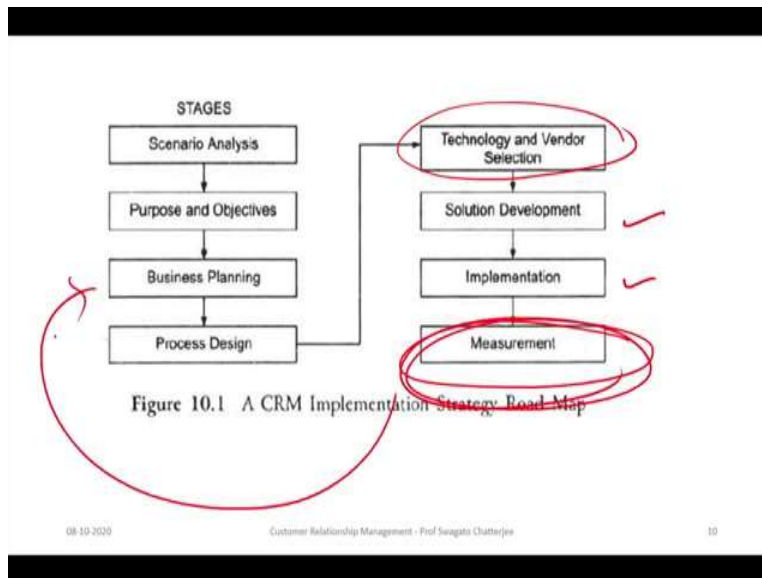 STAGES
Scenario Analysis
Purpose and Objectives
Business Planning
Process Design
Technology and Vendor
Selection
Solution Development
Implementation
Measurement
Figure 10.1 A CRM Implementation Strategy Road Map
08-10-2020
Customer Relationship Management - Prof Swagato Chatterjee
10